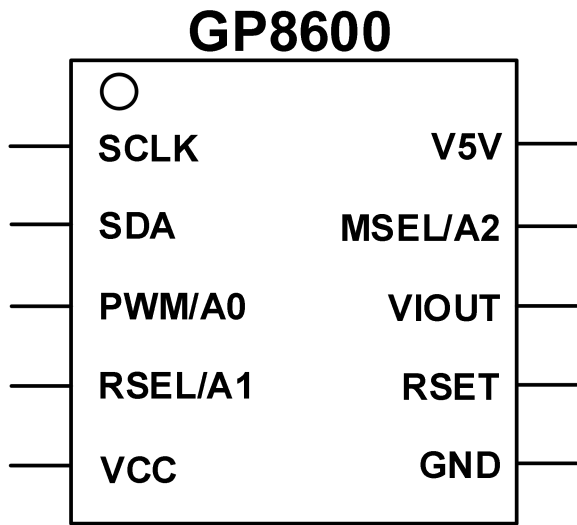 GP8600
SCLK V5V
SDA MSEL/A2
PWM/A0 VIOUT
RSEL/A1 RSET
VCC GND